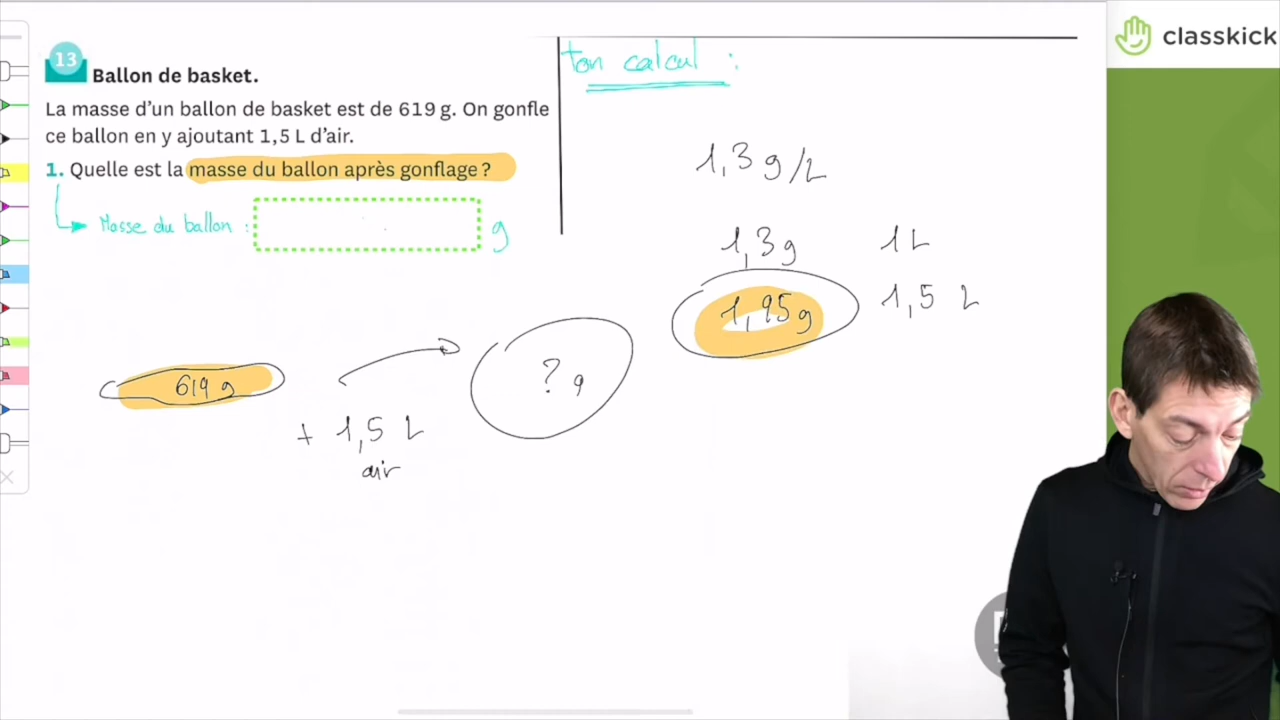 13
Ballon de basket.
La masse d'un ballon de basket est de 619 g. On gonfle
ce ballon en y ajoutant 1,5 L d'air.
1. Quelle est la masse du ballon après gonflage ?
Masse du ballon : g
619 g
+ 1,5 L
air
? g
ton calcul :
1,3 g/L
1,3 g 1 L
1,95 g 1,5 L
classkick